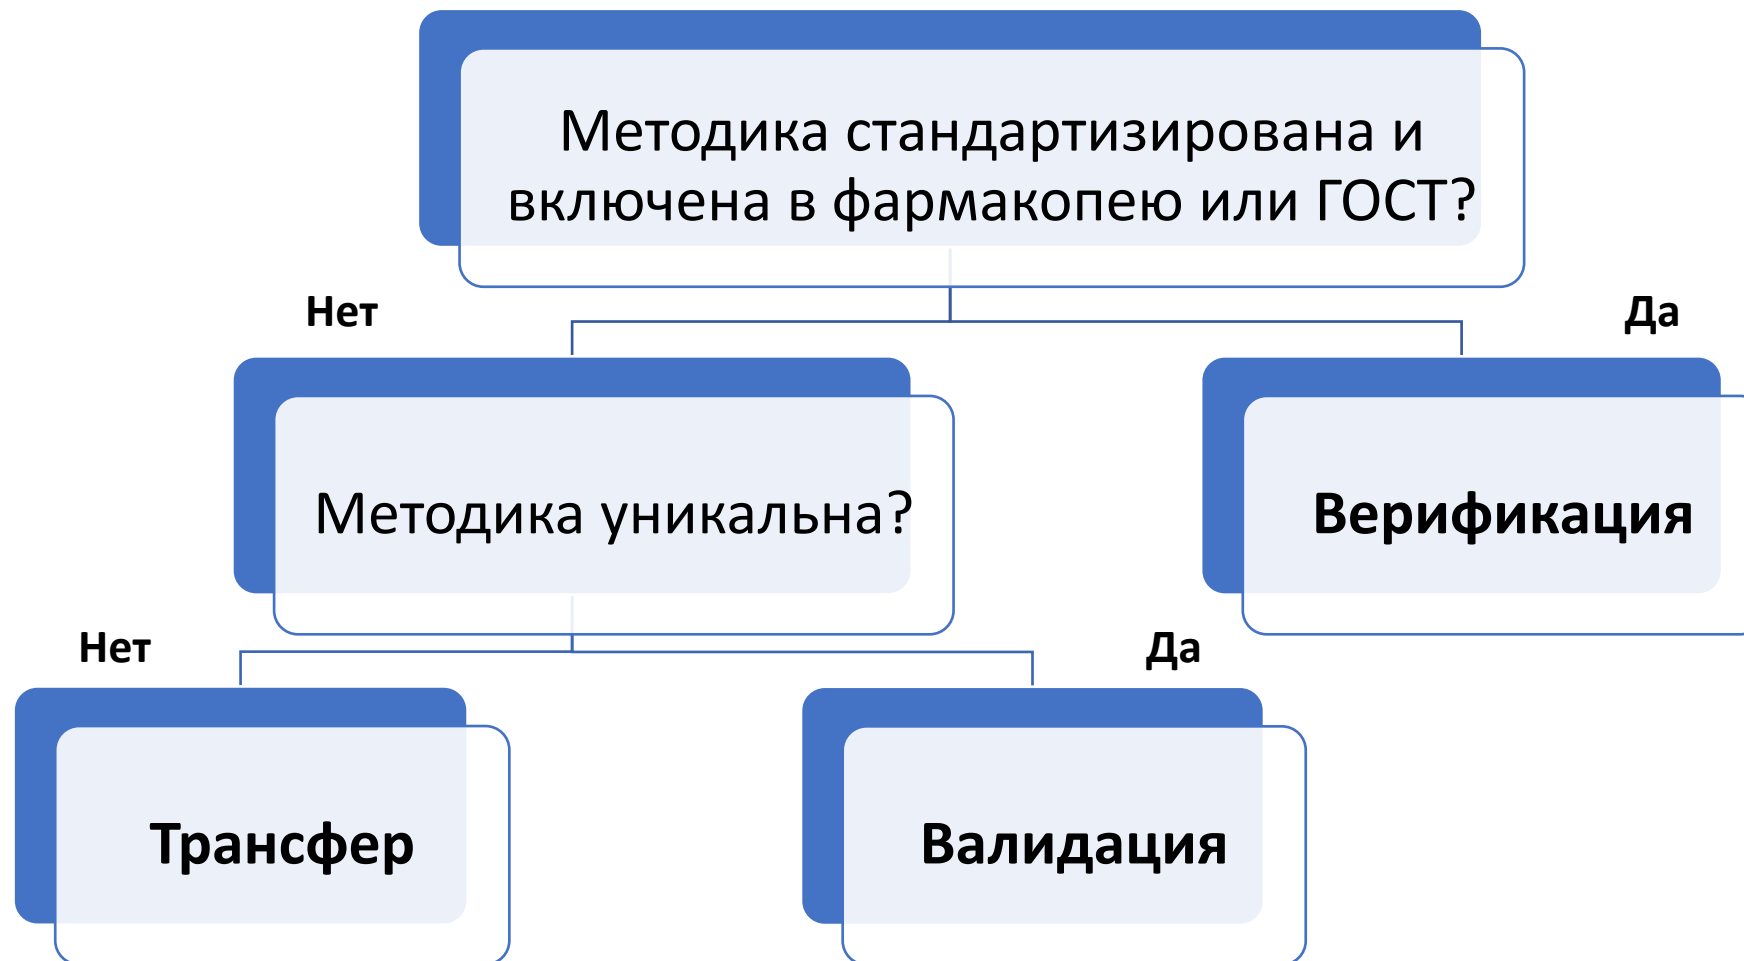 Методика стандартизирована и
включена в фармакопею или ГОСТ?
Нет
Да
Методика уникальна?
Верификация
Нет
Да
Трансфер
Валидация